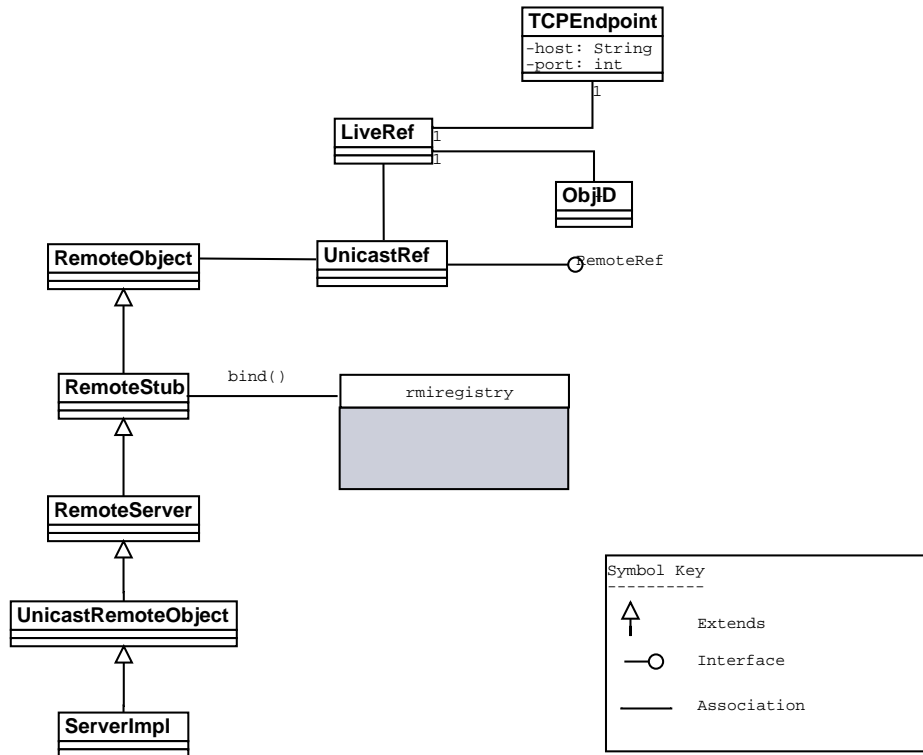 TCPEndpoint
-host: String
-port: int
1
LiveRef
1
1
ObjID
RemoteObject
UnicastRef
RemoteRef
RemoteStub
bind()
rmiregistry
RemoteServer
UnicastRemoteObject
ServerImpl
Symbol Key
----------
Extends
Interface
Association